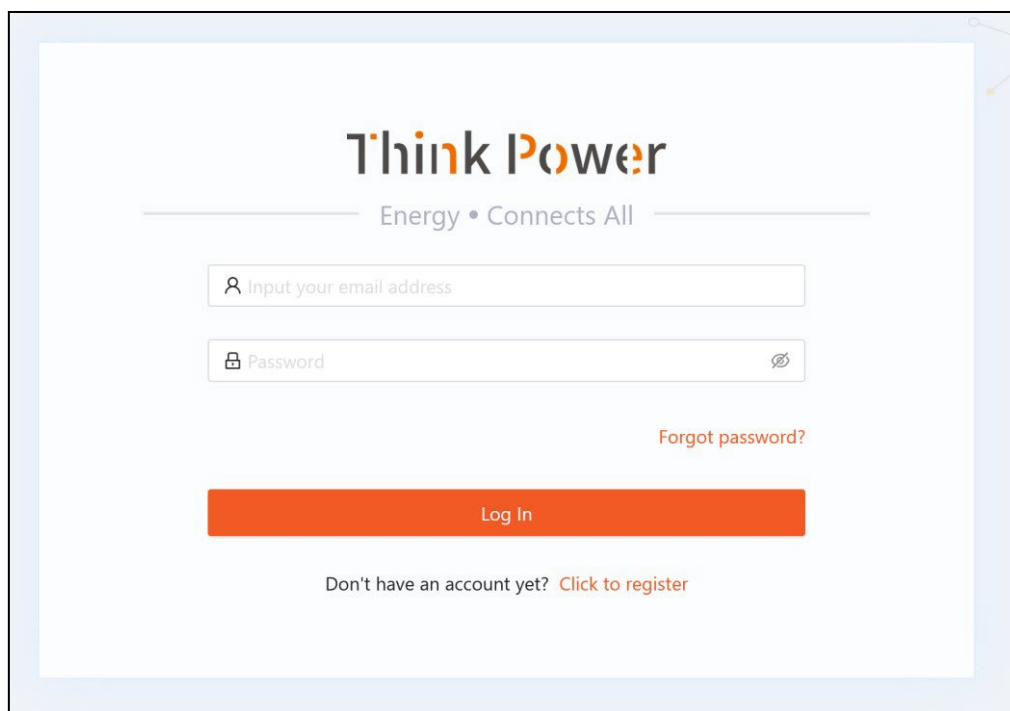 Think Power
Energy • Connects All
Input your email address
Password
Forgot password?
Log In
Don't have an account yet? Click to register